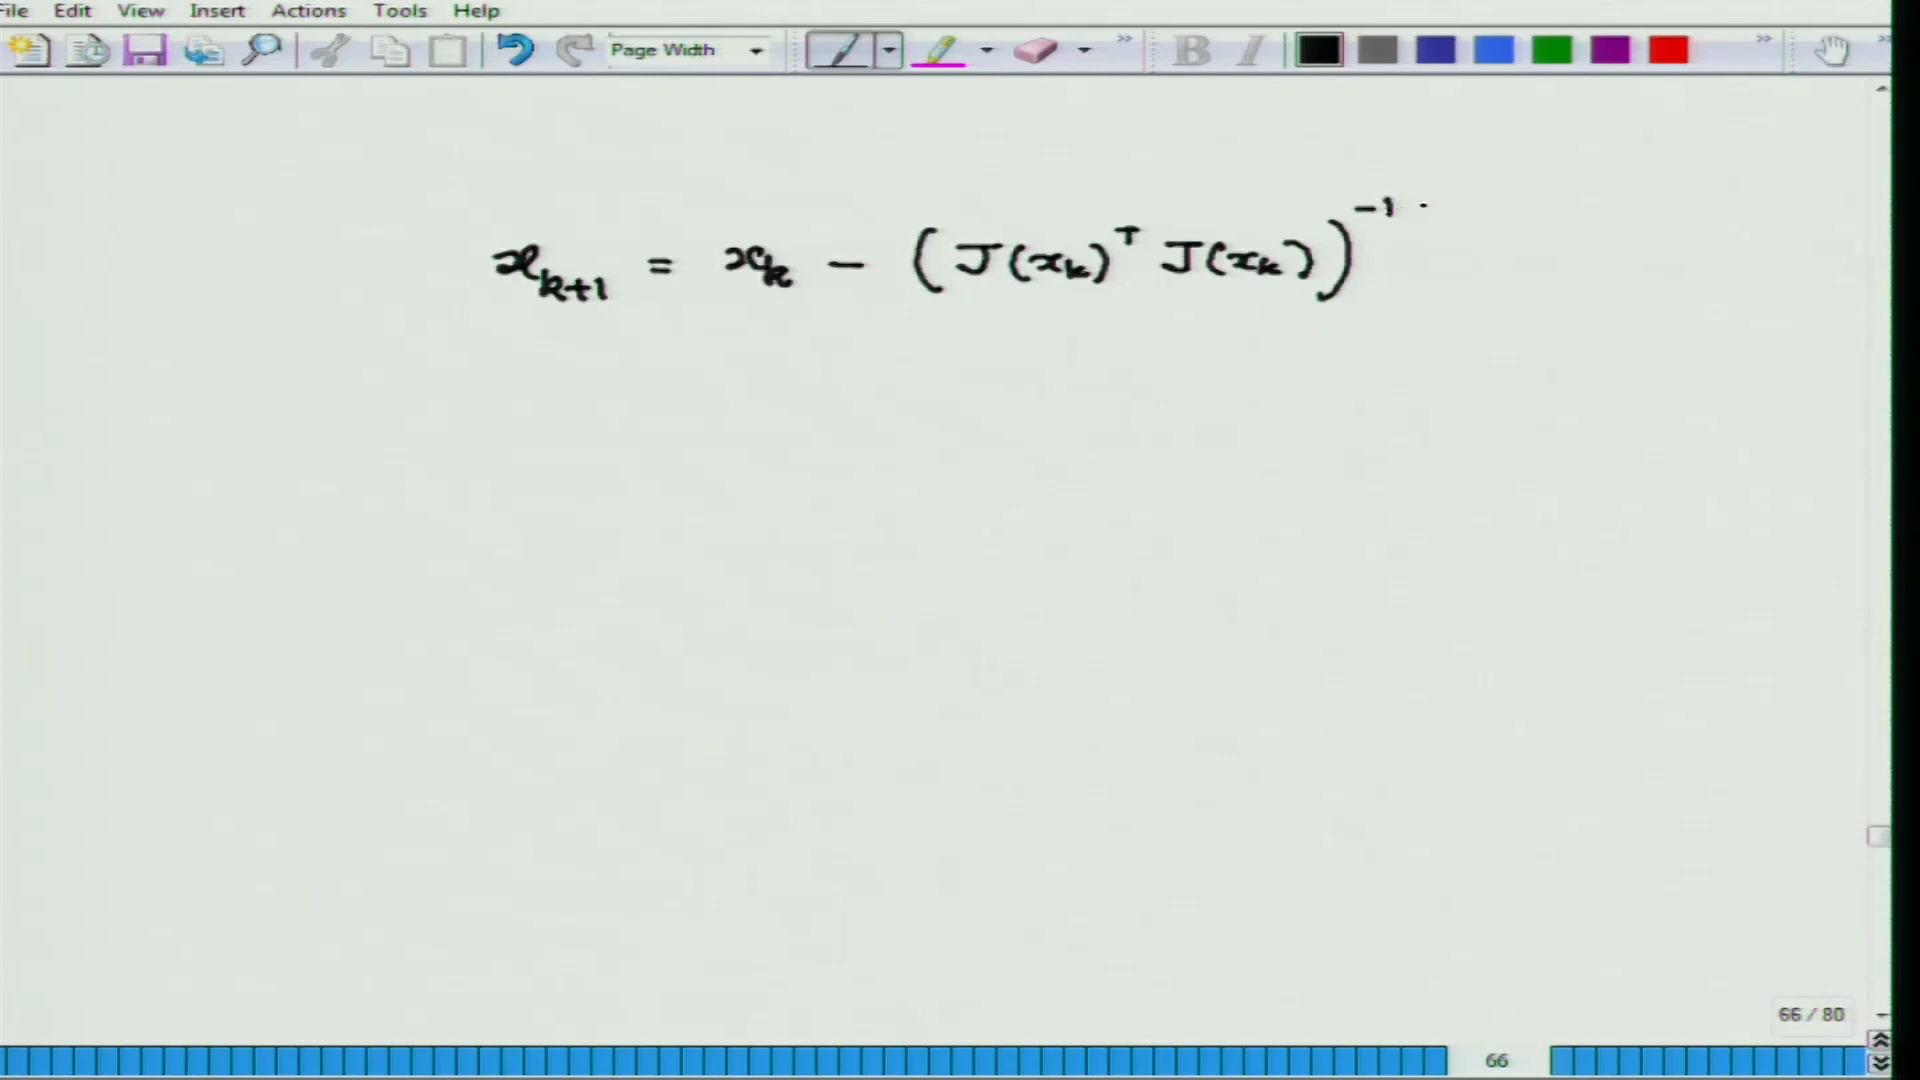 File Edit View Insert Actions Tools Help
Page Width B I
x_{k+1} = x_k - (J(x_k)^T J(x_k))^{-1}
66 / 80
66